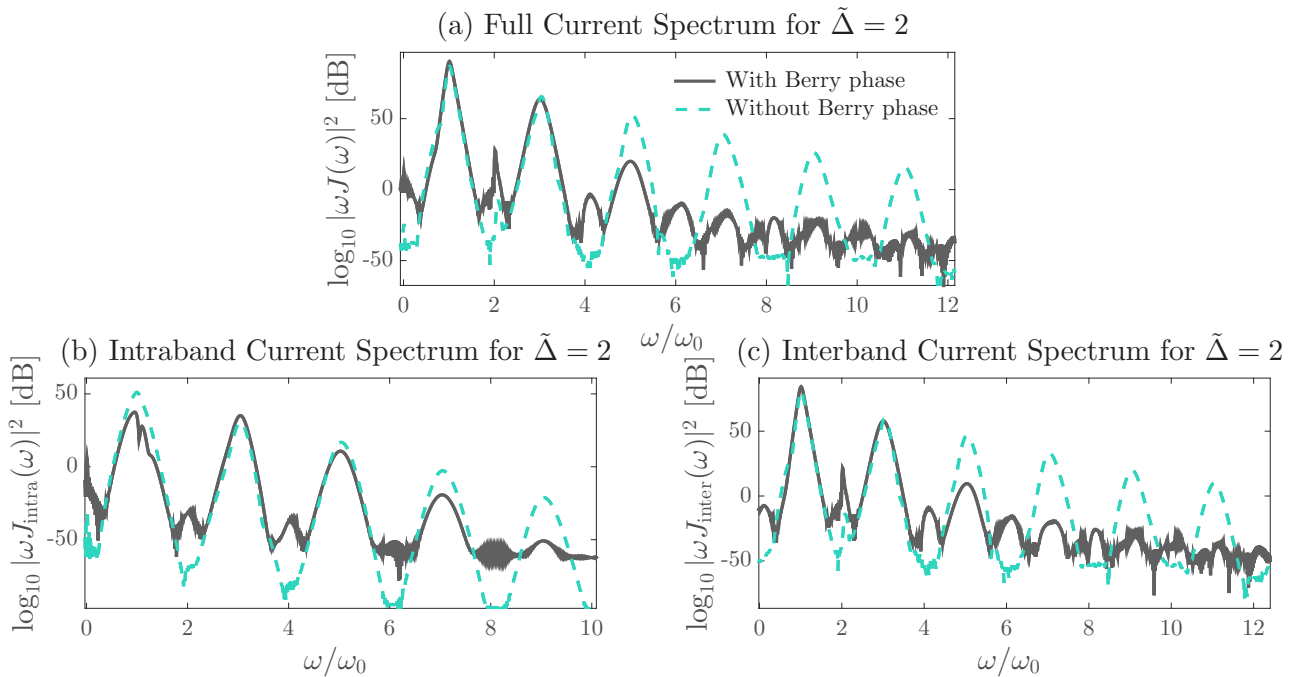 (a) Full Current Spectrum for Δ̃ = 2
log₁₀ |ωJ(ω)|² [dB]
50
0
-50
With Berry phase
Without Berry phase
0 2 4 6 8 10 12
ω/ω₀
(b) Intraband Current Spectrum for Δ̃ = 2
log₁₀ |ωJ_intra(ω)|² [dB]
50
0
-50
0 2 4 6 8 10
ω/ω₀
(c) Interband Current Spectrum for Δ̃ = 2
log₁₀ |ωJ_inter(ω)|² [dB]
50
0
-50
0 2 4 6 8 10 12
ω/ω₀